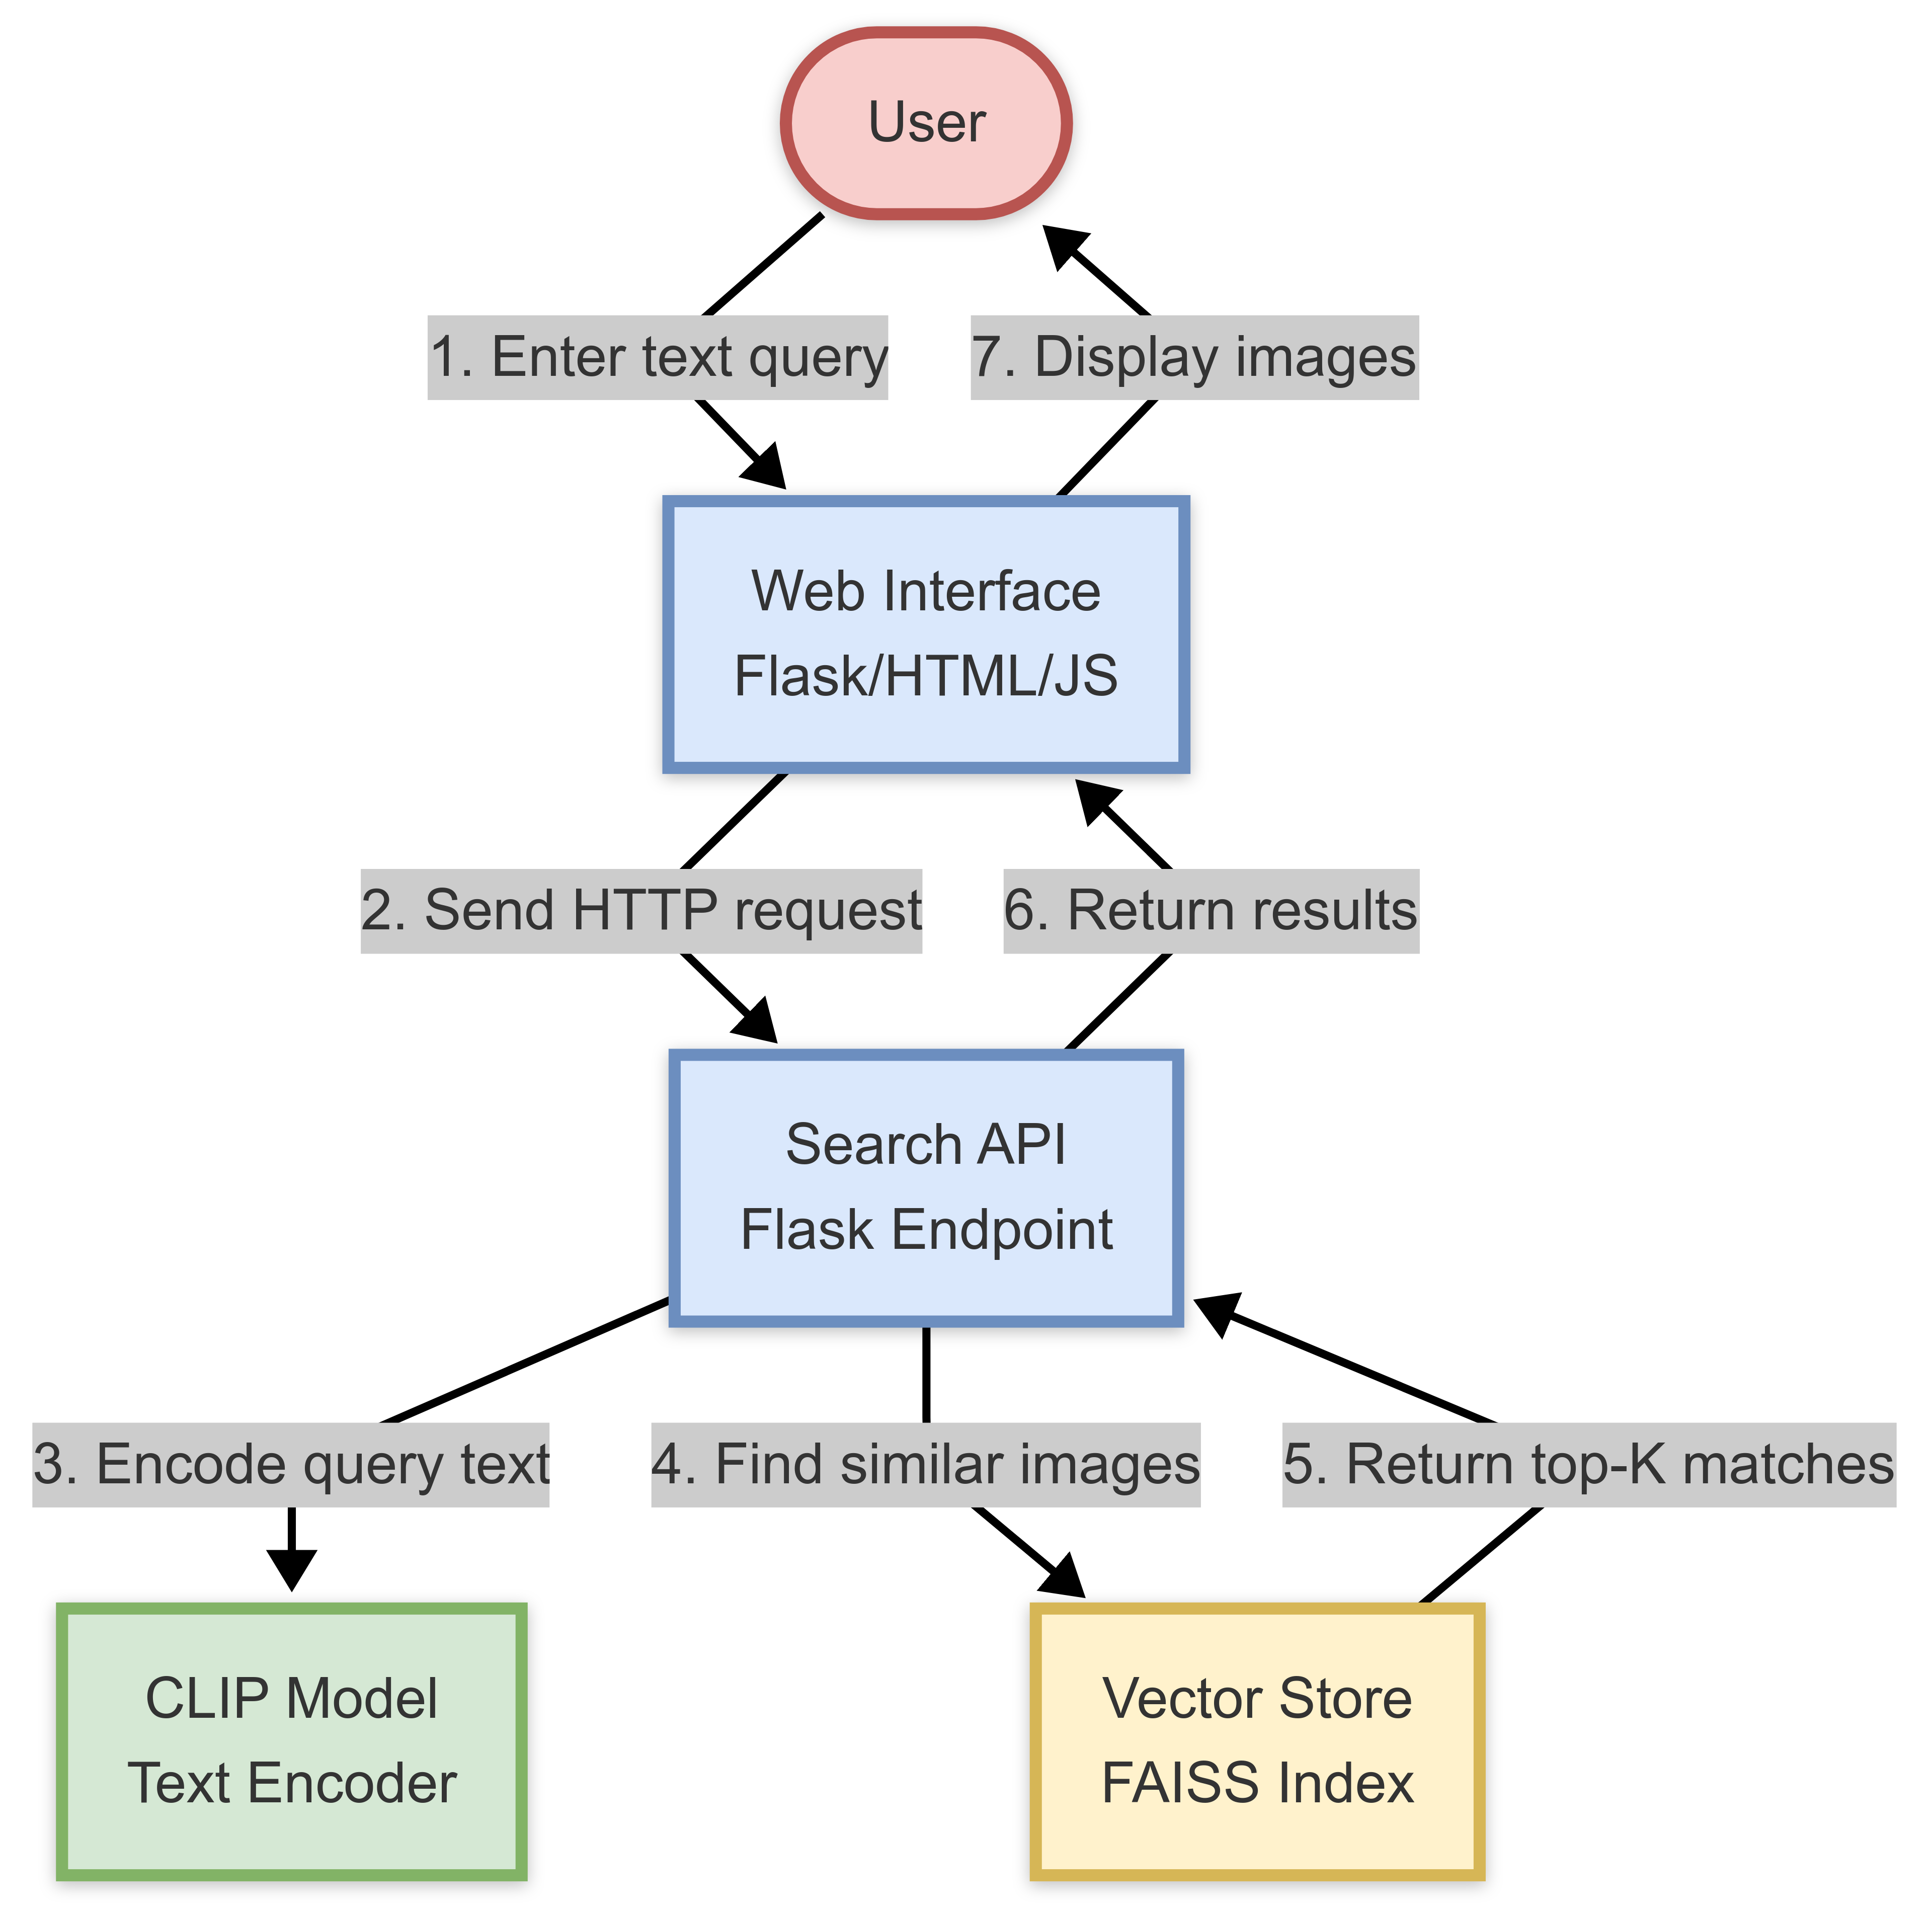 User
1. Enter text query
7. Display images
Web Interface
Flask/HTML/JS
2. Send HTTP request
6. Return results
Search API
Flask Endpoint
3. Encode query text
4. Find similar images
5. Return top-K matches
CLIP Model
Text Encoder
Vector Store
FAISS Index